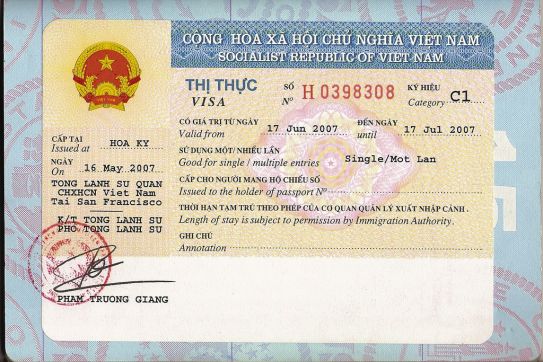 CỘNG HÒA XÃ HỘI CHỦ NGHĨA VIỆT NAM
SOCIALIST REPUBLIC OF VIET NAM
THỊ THỰC
VISA
SỐ
Nº H 0398308
KÝ HIỆU
Category C1
CÓ GIÁ TRỊ TỪ NGÀY
Valid from 17 Jun 2007
ĐẾN NGÀY
until 17 Jul 2007
SỬ DỤNG MỘT/ NHIỀU LẦN
Good for single / multiple entries Single/Mot Lan
CẤP CHO NGƯỜI MANG HỘ CHIẾU SỐ
Issued to the holder of passport Nº
THỜI HẠN TẠM TRÚ THEO PHÉP CỦA CƠ QUAN QUẢN LÝ XUẤT NHẬP CẢNH .
Length of stay is subject to permission by Immigration Authority.
GHI CHÚ
Annotation
CẤP TẠI
Issued at HOA KY
NGÀY
On 16 May 2007
TONG LANH SU QUAN
CHXHCN Viet Nam
Tai San Francisco
K/T TONG LANH SU
PHO TONG LANH SU
PHAM TRUONG GIANG